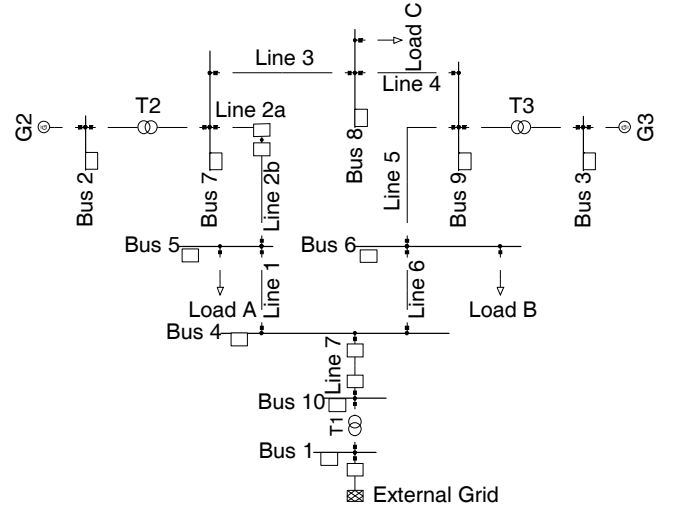 Load C
Line 3
Line 4
T2
Line 2a
T3
G2
G3
Bus 8
Line 5
Bus 2
Bus 7
Line 2b
Bus 9
Bus 3
Bus 5
Bus 6
Line 1
Line 6
Load A
Load B
Bus 4
Line 7
Bus 10
T1
Bus 1
External Grid